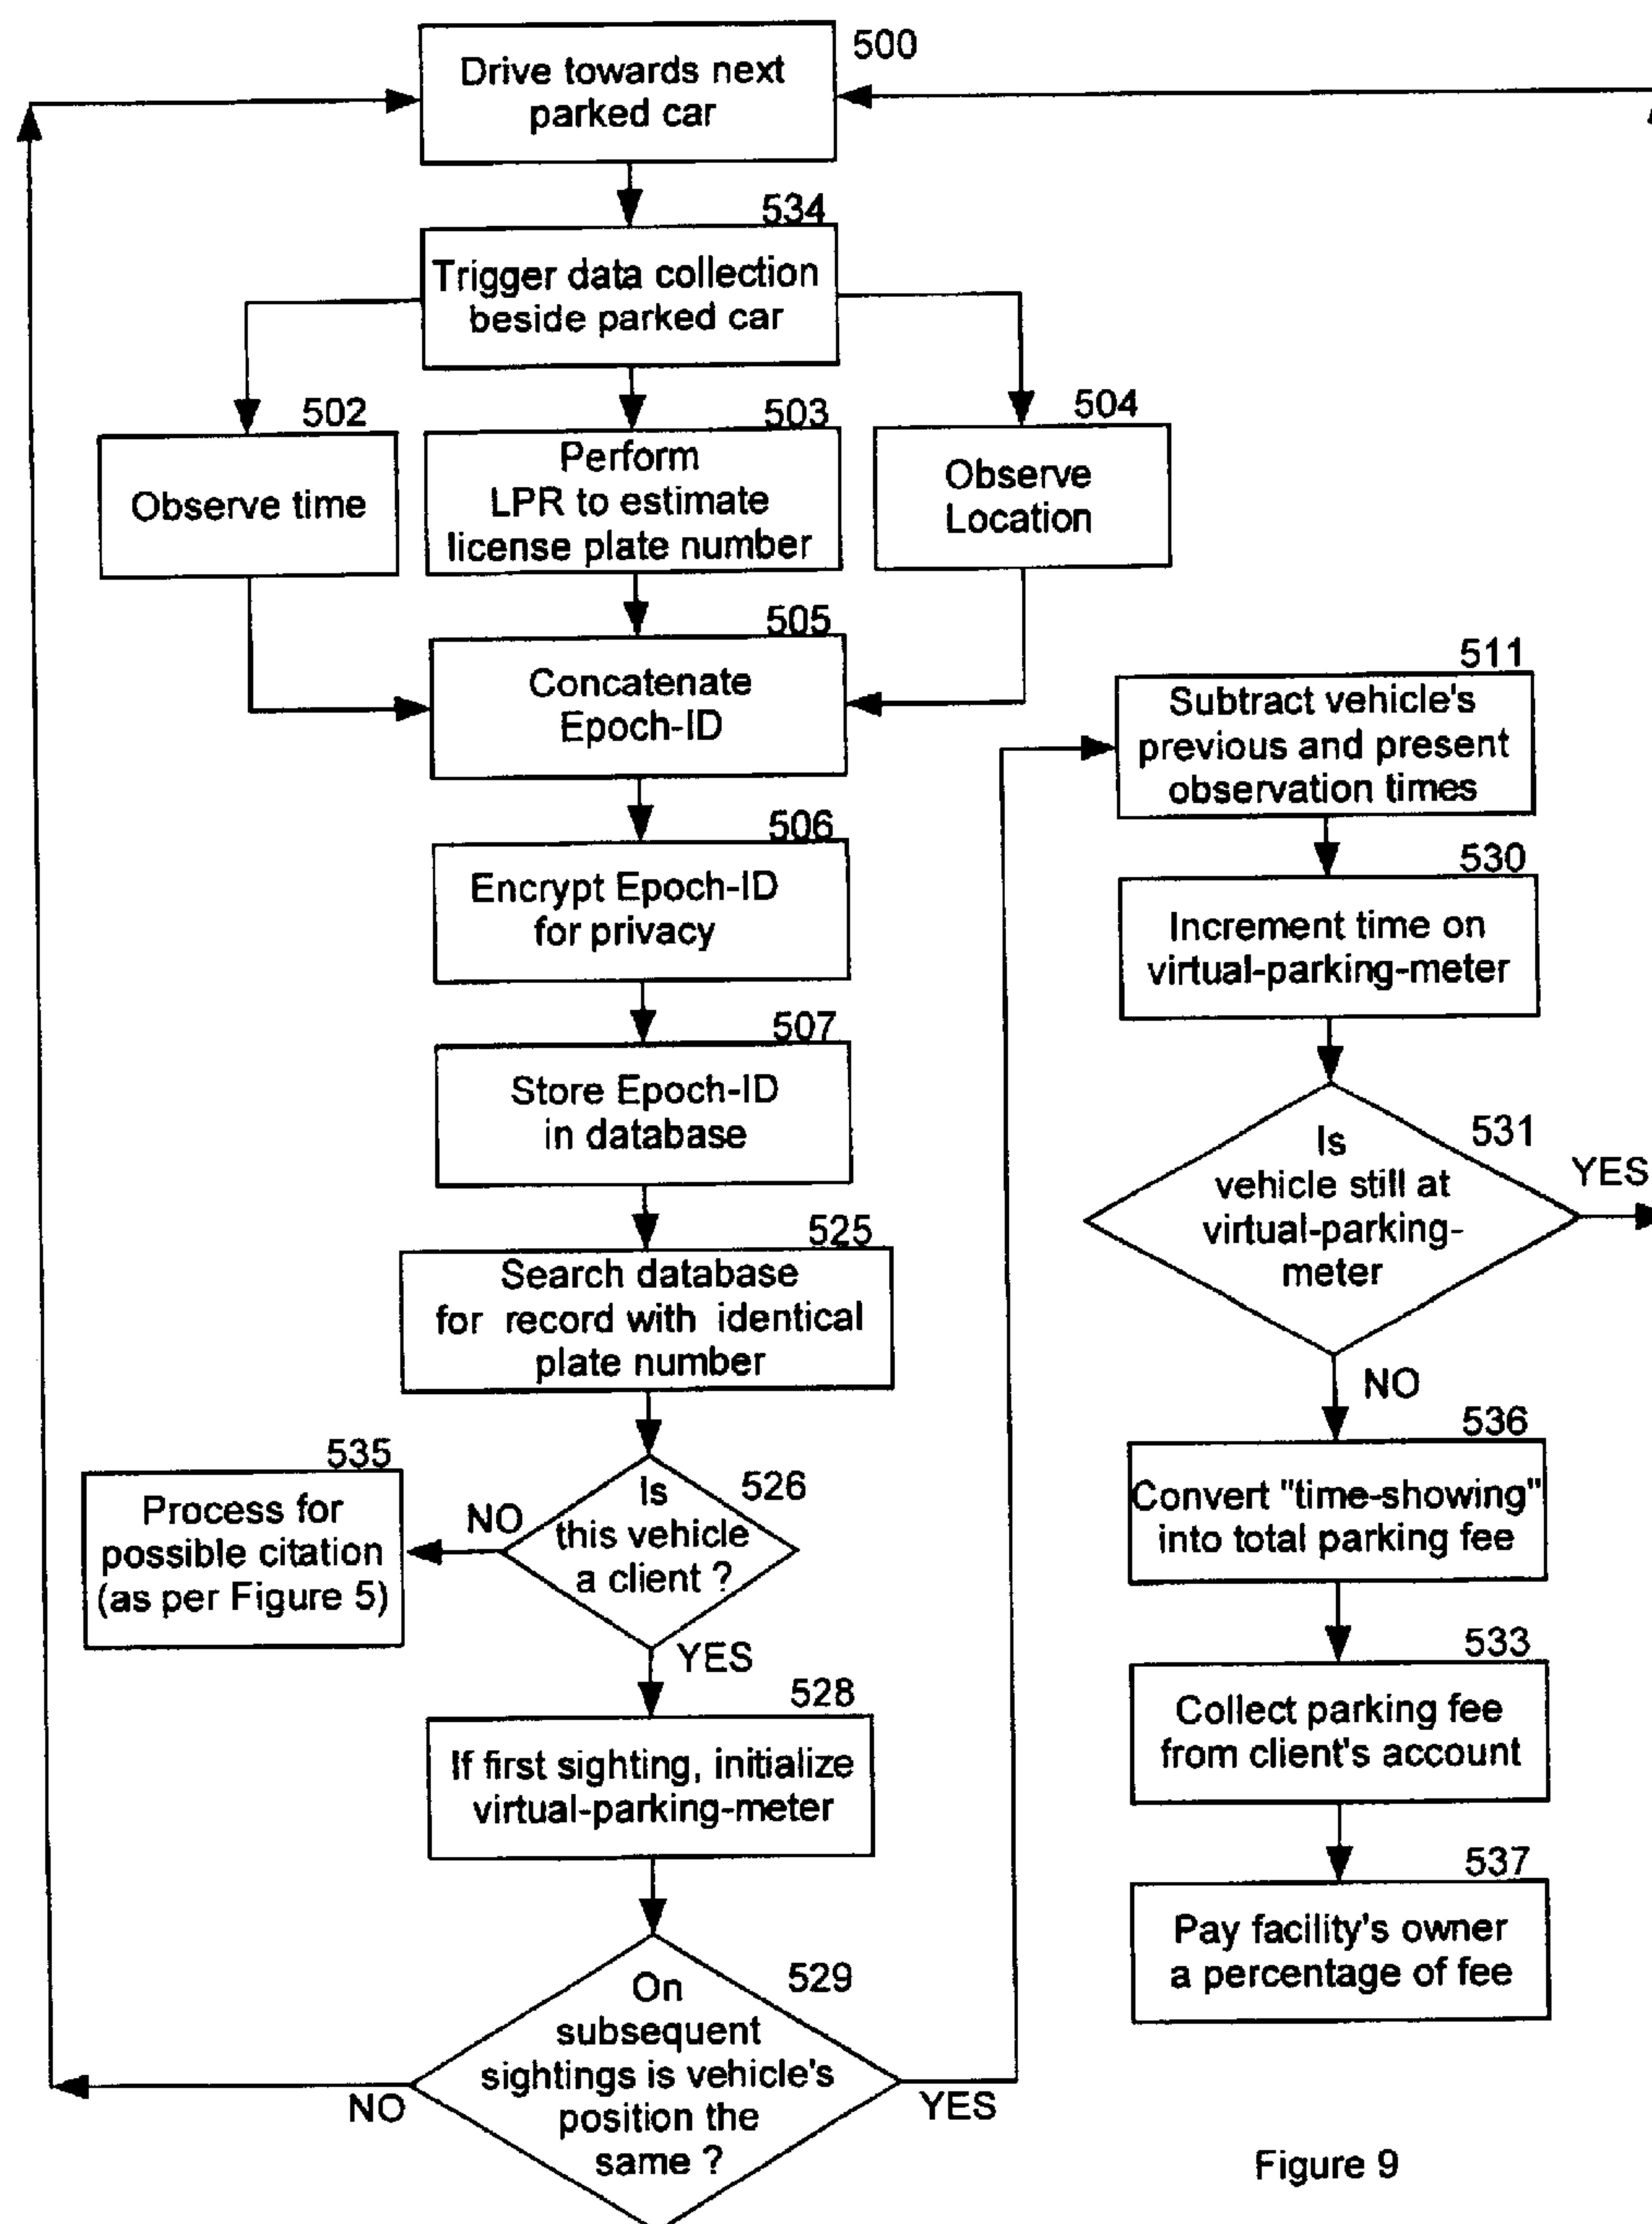 500
Drive towards next
parked car
534
Trigger data collection
beside parked car
502
Observe time
503
Perform
LPR to estimate
license plate number
504
Observe
Location
505
Concatenate
Epoch-ID
506
Encrypt Epoch-ID
for privacy
507
Store Epoch-ID
in database
525
Search database
for record with identical
plate number
526
Is
this vehicle
a client ?
NO
535
Process for
possible citation
(as per Figure 5)
YES
528
If first sighting, initialize
virtual-parking-meter
529
On
subsequent
sightings is vehicle's
position the
same ?
NO
YES
511
Subtract vehicle's
previous and present
observation times
530
Increment time on
virtual-parking-meter
531
Is
vehicle still at
virtual-parking-
meter
YES
NO
536
Convert "time-showing"
into total parking fee
533
Collect parking fee
from client's account
537
Pay facility's owner
a percentage of fee
Figure 9